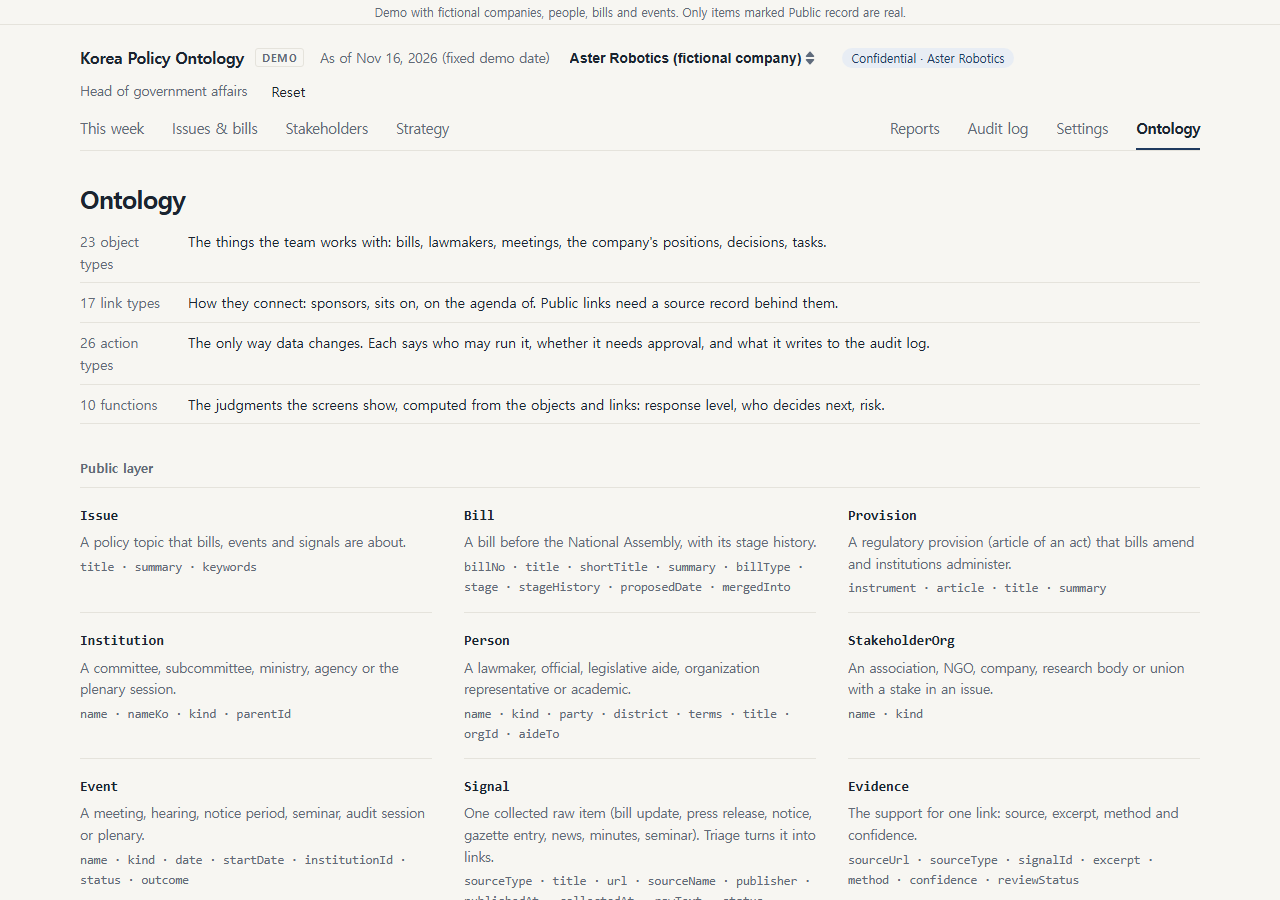 Demo with fictional companies, people, bills and events. Only items marked Public record are real.
Korea Policy Ontology DEMO As of Nov 16, 2026 (fixed demo date) Aster Robotics (fictional company) Confidential · Aster Robotics
Head of government affairs Reset
This week Issues & bills Stakeholders Strategy Reports Audit log Settings Ontology
Ontology
23 object types The things the team works with: bills, lawmakers, meetings, the company's positions, decisions, tasks.
17 link types How they connect: sponsors, sits on, on the agenda of. Public links need a source record behind them.
26 action types The only way data changes. Each says who may run it, whether it needs approval, and what it writes to the audit log.
10 functions The judgments the screens show, computed from the objects and links: response level, who decides next, risk.
Public layer
Issue
A policy topic that bills, events and signals are about.
title · summary · keywords
Bill
A bill before the National Assembly, with its stage history.
billNo · title · shortTitle · summary · billType ·
stage · stageHistory · proposedDate · mergedInto
Provision
A regulatory provision (article of an act) that bills amend
and institutions administer.
instrument · article · title · summary
Institution
A committee, subcommittee, ministry, agency or the
plenary session.
name · nameKo · kind · parentId
Person
A lawmaker, official, legislative aide, organization
representative or academic.
name · kind · party · district · terms · title ·
orgId · aideTo
StakeholderOrg
An association, NGO, company, research body or union
with a stake in an issue.
name · kind
Event
A meeting, hearing, notice period, seminar, audit session
or plenary.
name · kind · date · startDate · institutionId ·
status · outcome
Signal
One collected raw item (bill update, press release, notice,
gazette entry, news, minutes, seminar). Triage turns it into
links.
sourceType · title · url · sourceName · publisher ·
Evidence
The support for one link: source, excerpt, method and
confidence.
sourceUrl · sourceType · signalId · excerpt ·
method · confidence · reviewStatus